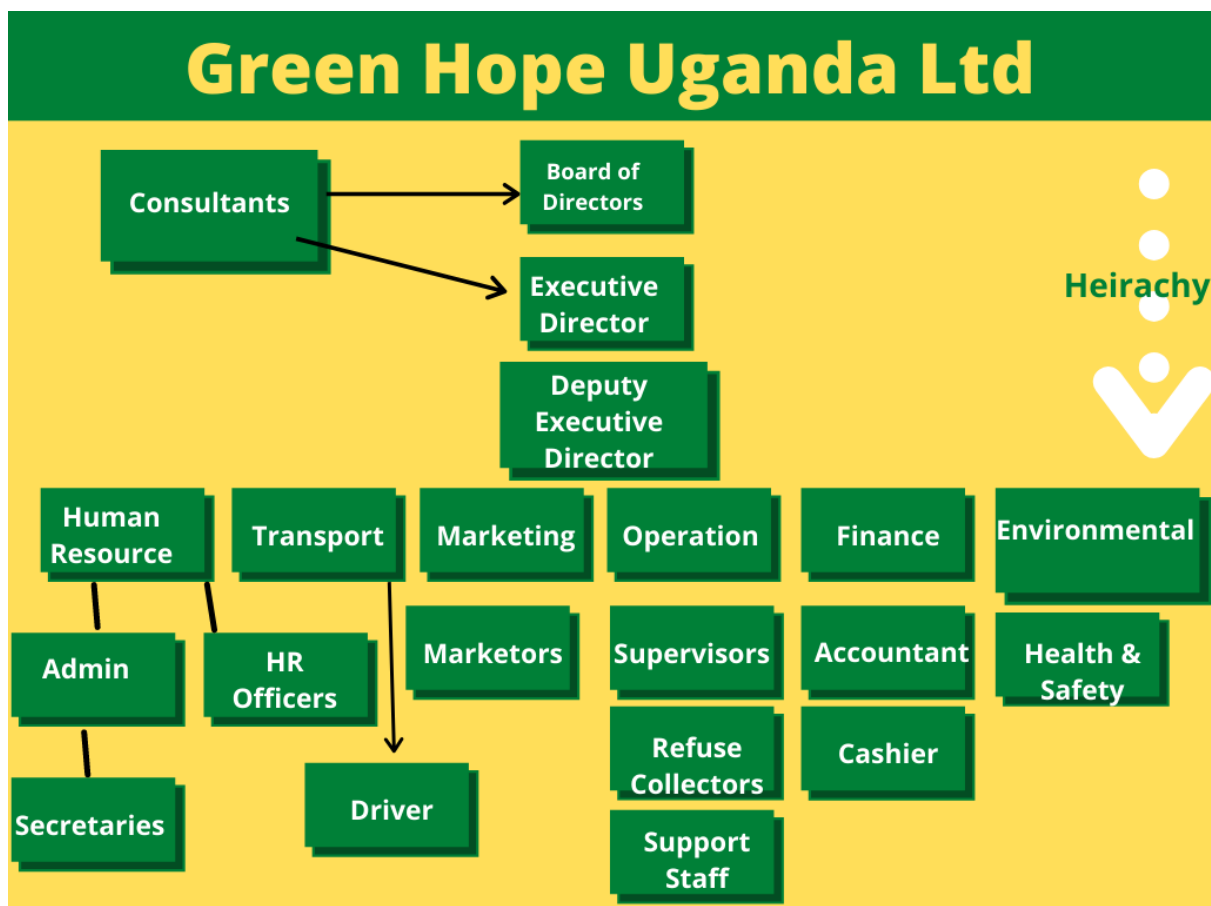 Green Hope Uganda Ltd
Consultants
Board of
Directors
Executive
Director
Heirachy
Deputy
Executive
Director
Human
Resource
Transport
Marketing
Operation
Finance
Environmental
Admin
HR
Officers
Marketors
Supervisors
Accountant
Health &
Safety
Refuse
Collectors
Cashier
Secretaries
Driver
Support
Staff